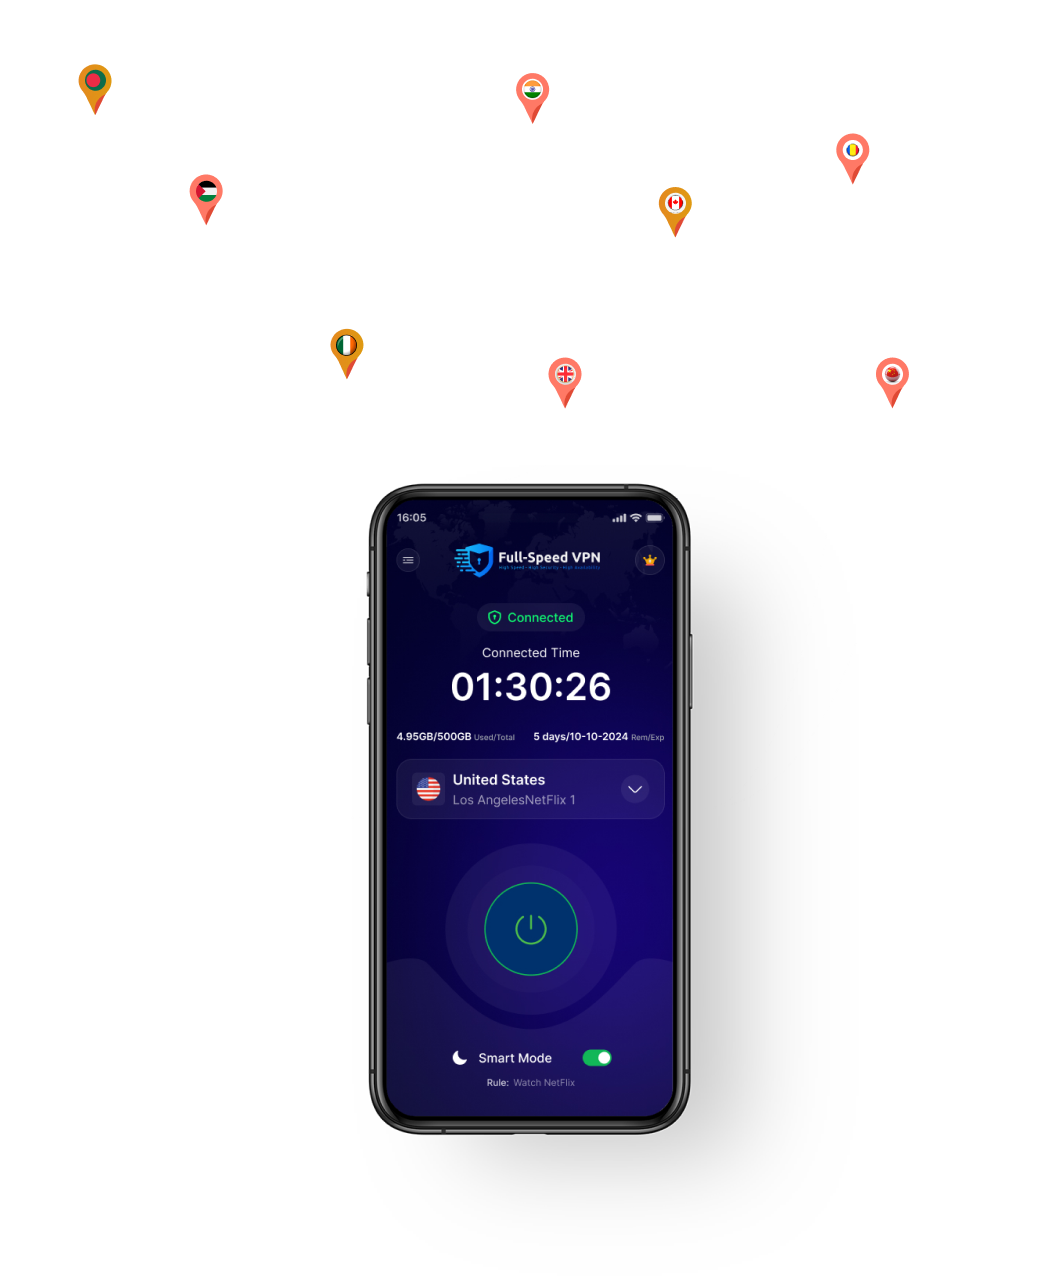 16:05
Full-Speed VPN
High Speed - High Security - High Availability
Connected
Connected Time
01:30:26
4.95GB/500GB Used/Total 5 days/10-10-2024 Rem/Exp
United States
Los AngelesNetFlix 1
Smart Mode
Rule: Watch NetFlix